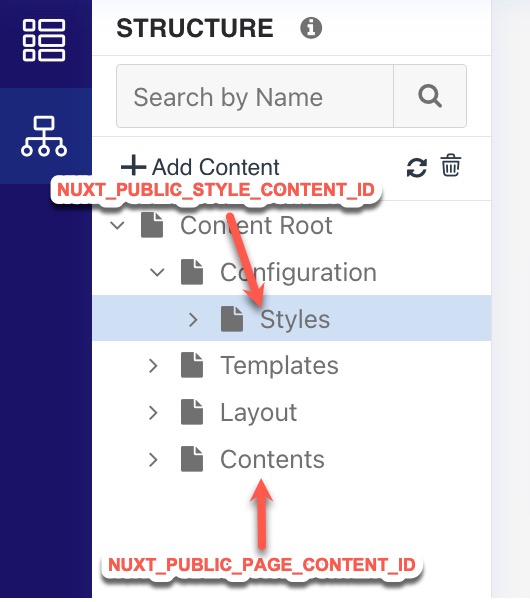 STRUCTURE
Search by Name
Add Content
NUXT_PUBLIC_STYLE_CONTENT_ID
Content Root
Configuration
Styles
Templates
Layout
Contents
NUXT_PUBLIC_PAGE_CONTENT_ID